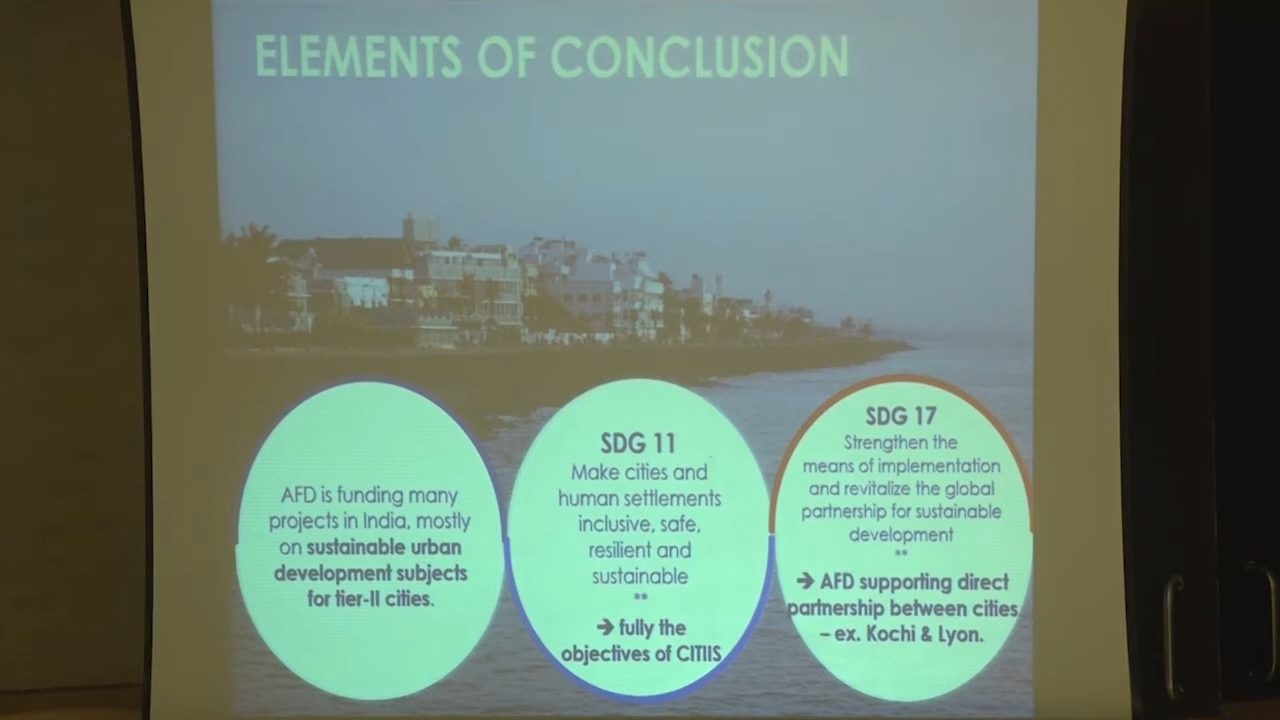 ELEMENTS OF CONCLUSION
AFD is funding many
projects in India, mostly
on sustainable urban
development subjects
for tier-II cities.
SDG 11
Make cities and
human settlements
inclusive, safe,
resilient and
sustainable
**
➔ fully the
objectives of CITIIS
SDG 17
Strengthen the
means of implementation
and revitalize the global
partnership for sustainable
development
**
➔ AFD supporting direct
partnership between cities
– ex. Kochi & Lyon.